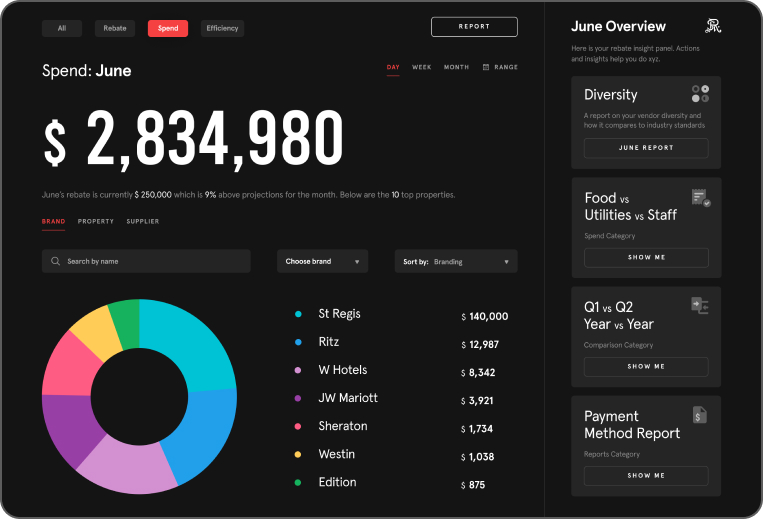 All
Rebate
Spend
Efficiency
REPORT
Spend: June
DAY
WEEK
MONTH
RANGE
$ 2,834,980
June's rebate is currently $ 250,000 which is 9% above projections for the month. Below are the 10 top properties.
BRAND
PROPERTY
SUPPLIER
Search by name
Choose brand
Sort by: Branding
St Regis $ 140,000
Ritz $ 12,987
W Hotels $ 8,342
JW Mariott $ 3,921
Sheraton $ 1,734
Westin $ 1,038
Edition $ 875
June Overview
Here is your rebate insight panel. Actions
and insights help you do xyz.
Diversity
A report on your vendor diversity and
how it compares to industry standards
JUNE REPORT
Food vs
Utilities vs Staff
Spend Category
SHOW ME
Q1 vs Q2
Year vs Year
Comparison Category
SHOW ME
Payment
Method Report
$
Reports Category
SHOW ME